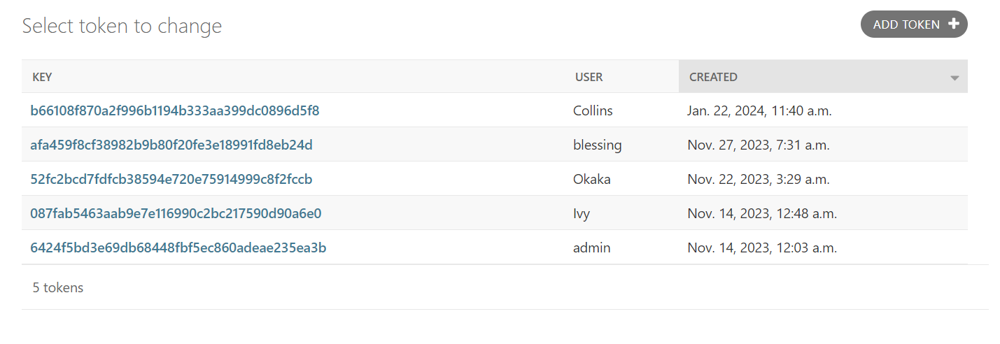 Select token to change
ADD TOKEN +
KEY USER CREATED
b66108f870a2f996b1194b333aa399dc0896d5f8 Collins Jan. 22, 2024, 11:40 a.m.
afa459f8cf38982b9b80f20fe3e18991fd8eb24d blessing Nov. 27, 2023, 7:31 a.m.
52fc2bcd7fdfcb38594e720e75914999c8f2fccb Okaka Nov. 22, 2023, 3:29 a.m.
087fab5463aab9e7e116990c2bc217590d90a6e0 Ivy Nov. 14, 2023, 12:48 a.m.
6424f5bd3e69db68448fbf5ec860adeae235ea3b admin Nov. 14, 2023, 12:03 a.m.
5 tokens